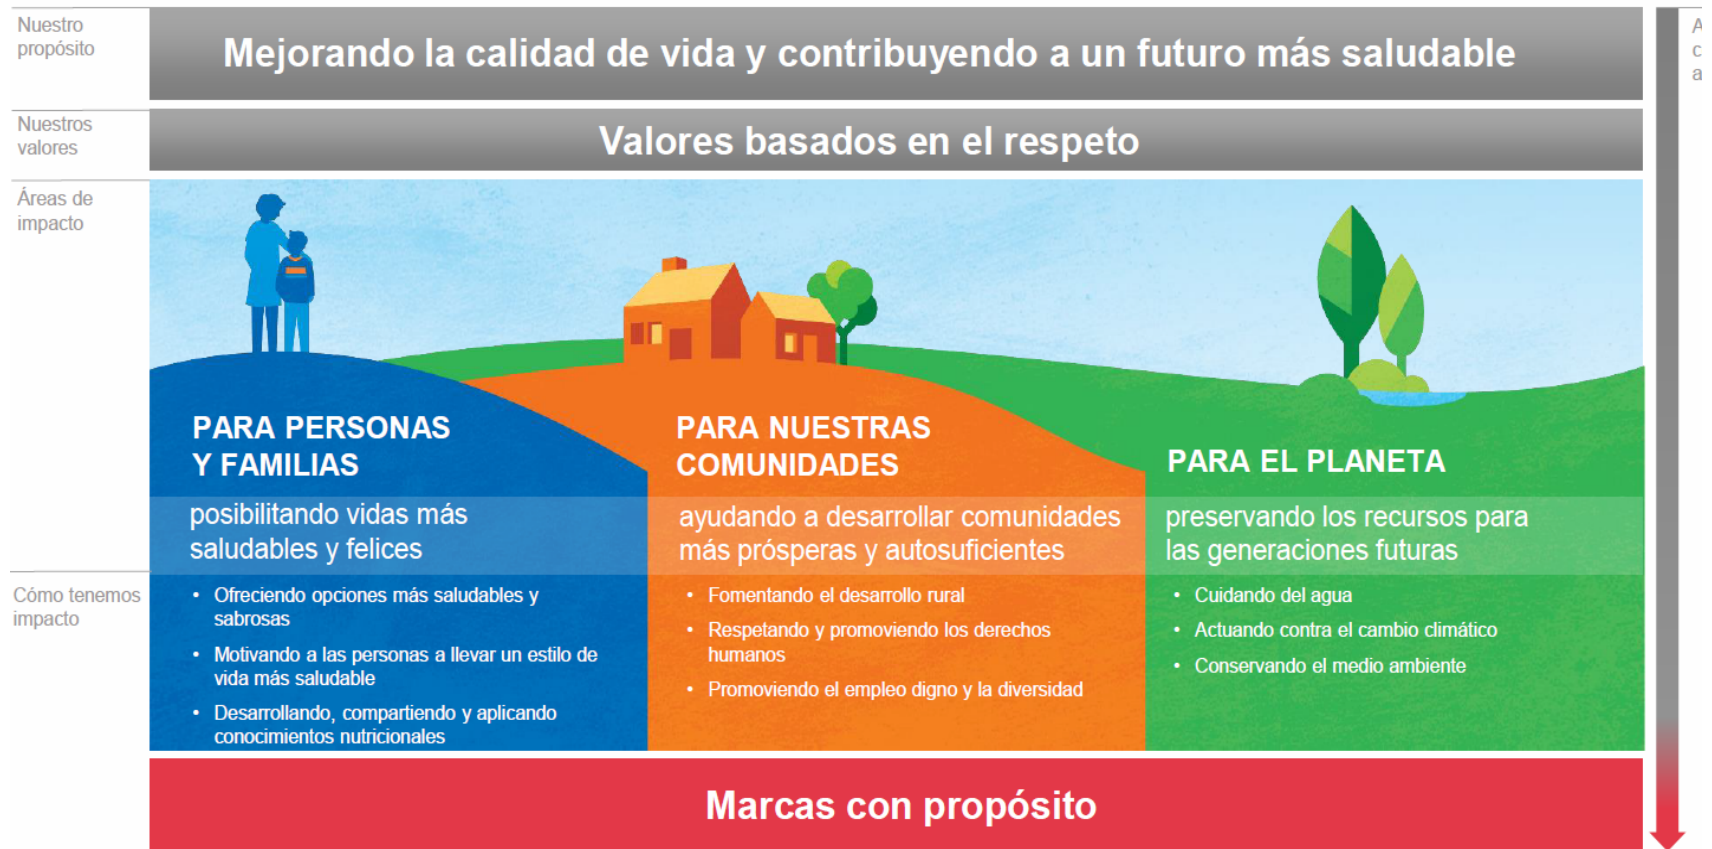 Nuestro
propósito
Mejorando la calidad de vida y contribuyendo a un futuro más saludable
Nuestros
valores
Valores basados en el respeto
Áreas de
impacto
PARA PERSONAS
Y FAMILIAS
posibilitando vidas más
saludables y felices
PARA NUESTRAS
COMUNIDADES
ayudando a desarrollar comunidades
más prósperas y autosuficientes
PARA EL PLANETA
preservando los recursos para
las generaciones futuras
Cómo tenemos
impacto
• Ofreciendo opciones más saludables y
sabrosas
• Motivando a las personas a llevar un estilo de
vida más saludable
• Desarrollando, compartiendo y aplicando
conocimientos nutricionales
• Fomentando el desarrollo rural
• Respetando y promoviendo los derechos
humanos
• Promoviendo el empleo digno y la diversidad
• Cuidando del agua
• Actuando contra el cambio climático
• Conservando el medio ambiente
Marcas con propósito